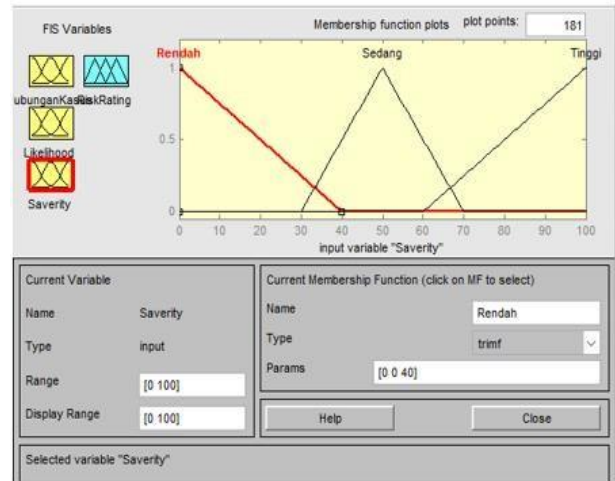 FIS Variables
Membership function plots
plot points:
181
ubunganKasus
RiskRating
Likelihood
Saverity
Rendah
Sedang
Tinggi
1
0.5
0
0 10 20 30 40 50 60 70 80 90 100
input variable "Saverity"
Current Variable
Name Saverity
Type input
Range [0 100]
Display Range [0 100]
Current Membership Function (click on MF to select)
Name Rendah
Type trimf
Params [0 0 40]
Help Close
Selected variable "Saverity"